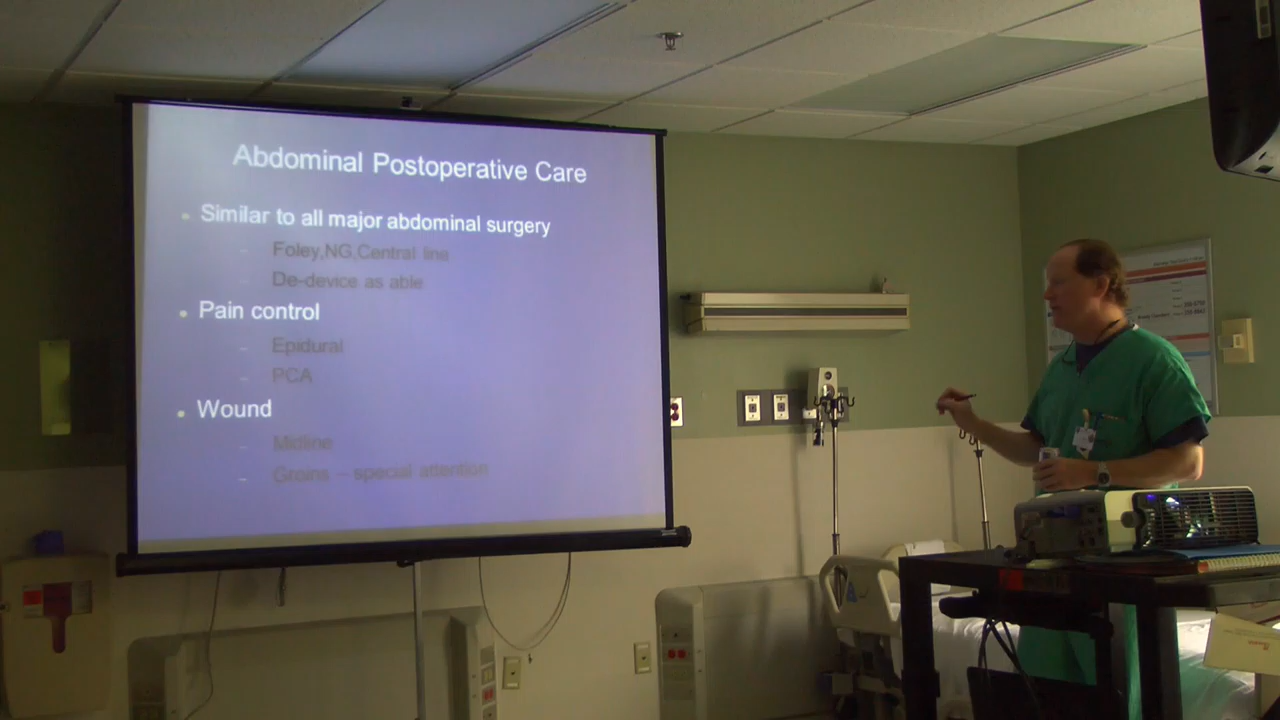 Abdominal Postoperative Care
• Similar to all major abdominal surgery
– Foley,NG,Central line
– De-device as able
• Pain control
– Epidural
– PCA
• Wound
– Midline
– Groins – special attention